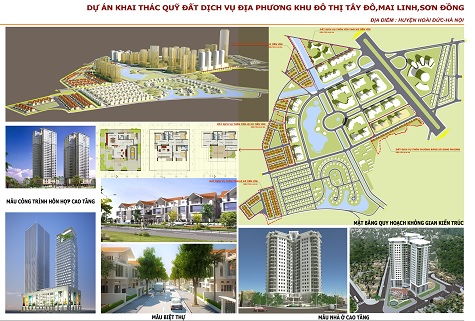 DỰ ÁN KHAI THÁC QUỸ ĐẤT DỊCH VỤ ĐỊA PHƯƠNG KHU ĐÔ THỊ TÂY ĐÔ,MAI LINH,SƠN ĐỒNG
ĐỊA ĐIỂM : HUYỆN HOÀI ĐỨC-HÀ NỘI
MẪU CÔNG TRÌNH HỖN HỢP CAO TẦNG
MẶT BẰNG QUY HOẠCH KHÔNG GIAN KIẾN TRÚC
MẪU BIỆT THỰ
MẪU NHÀ Ở CAO TẦNG